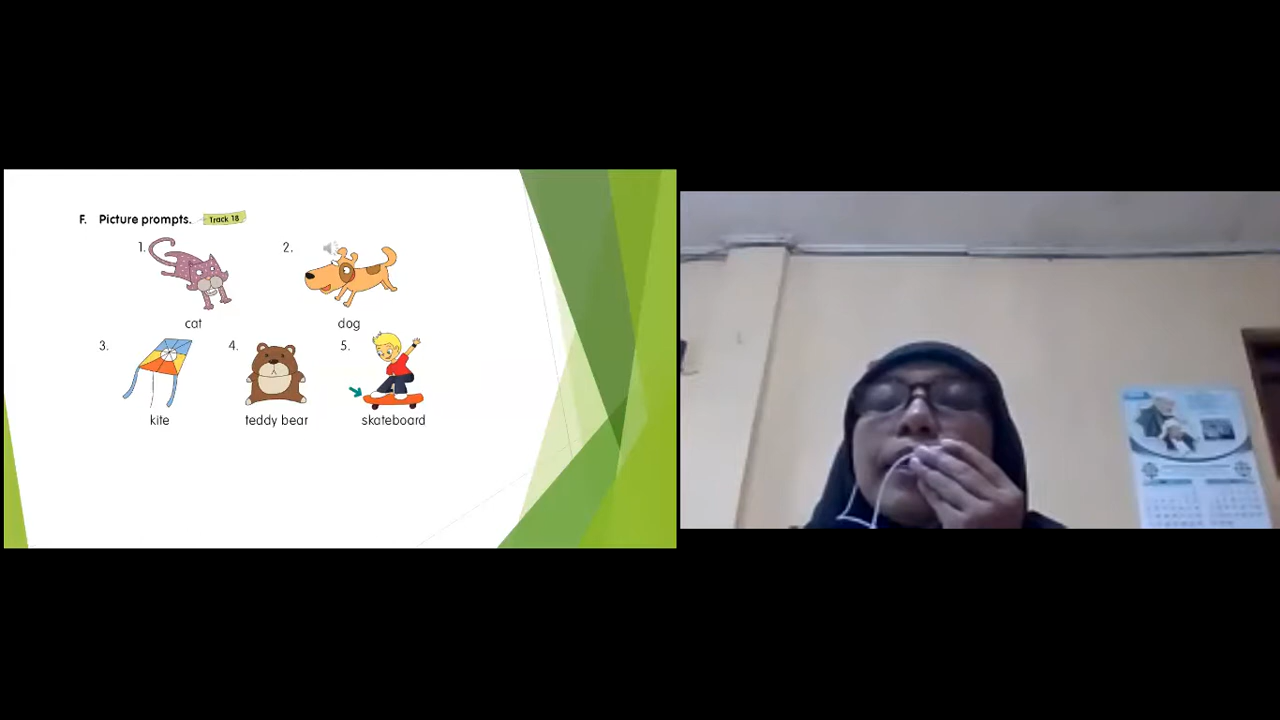 F. Picture prompts. Track 18
1. 2.
cat dog
3. 4. 5.
kite teddy bear skateboard